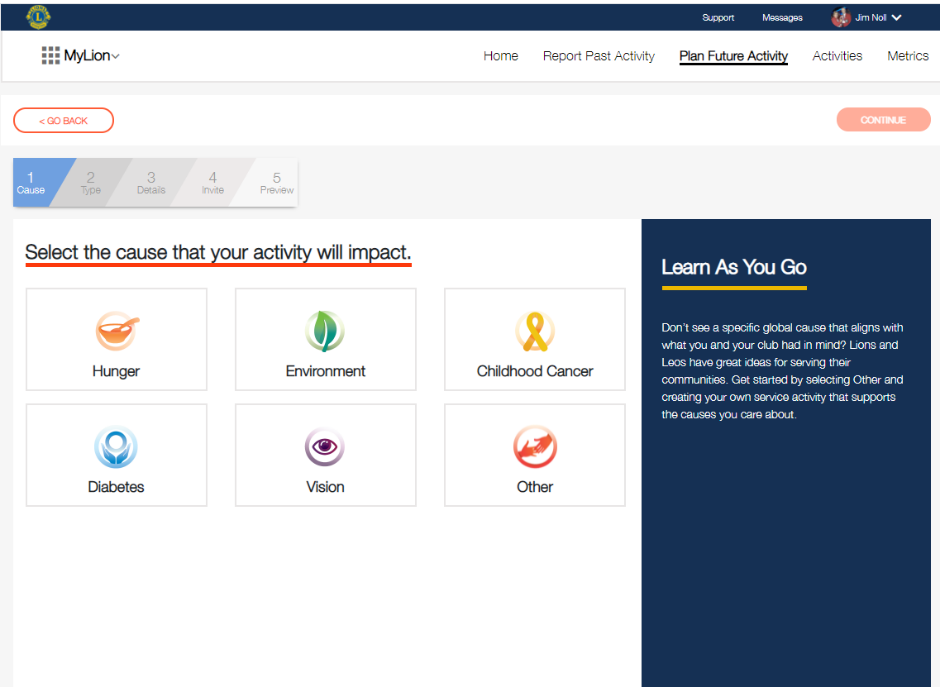 Support Messages Jim Noll
MyLion
Home Report Past Activity Plan Future Activity Activities Metrics
< GO BACK
CONTINUE
1 2 3 4 5
Cause Type Details Invite Preview
Select the cause that your activity will impact.
Hunger Environment Childhood Cancer
Diabetes Vision Other
Learn As You Go
Don't see a specific global cause that aligns with
what you and your club had in mind? Lions and
Leos have great ideas for serving their
communities. Get started by selecting Other and
creating your own service activity that supports
the causes you care about.